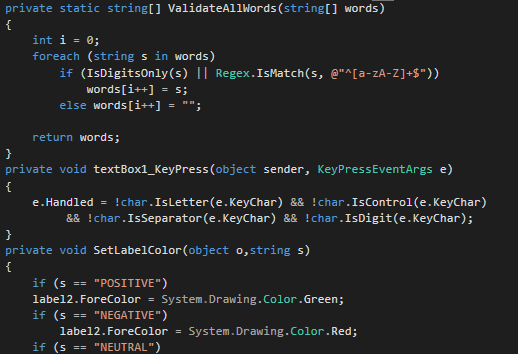 private static string[] ValidateAllWords(string[] words)
{
int i = 0;
foreach (string s in words)
if (IsDigitsOnly(s) || Regex.IsMatch(s, @"^[a-zA-Z]+$"))
words[i++] = s;
else words[i++] = "";
return words;
}
private void textBox1_KeyPress(object sender, KeyPressEventArgs e)
{
e.Handled = !char.IsLetter(e.KeyChar) && !char.IsControl(e.KeyChar)
&& !char.IsSeparator(e.KeyChar) && !char.IsDigit(e.KeyChar);
}
private void SetLabelColor(object o,string s)
{
if (s == "POSITIVE")
label2.ForeColor = System.Drawing.Color.Green;
if (s == "NEGATIVE")
label2.ForeColor = System.Drawing.Color.Red;
if (s == "NEUTRAL")